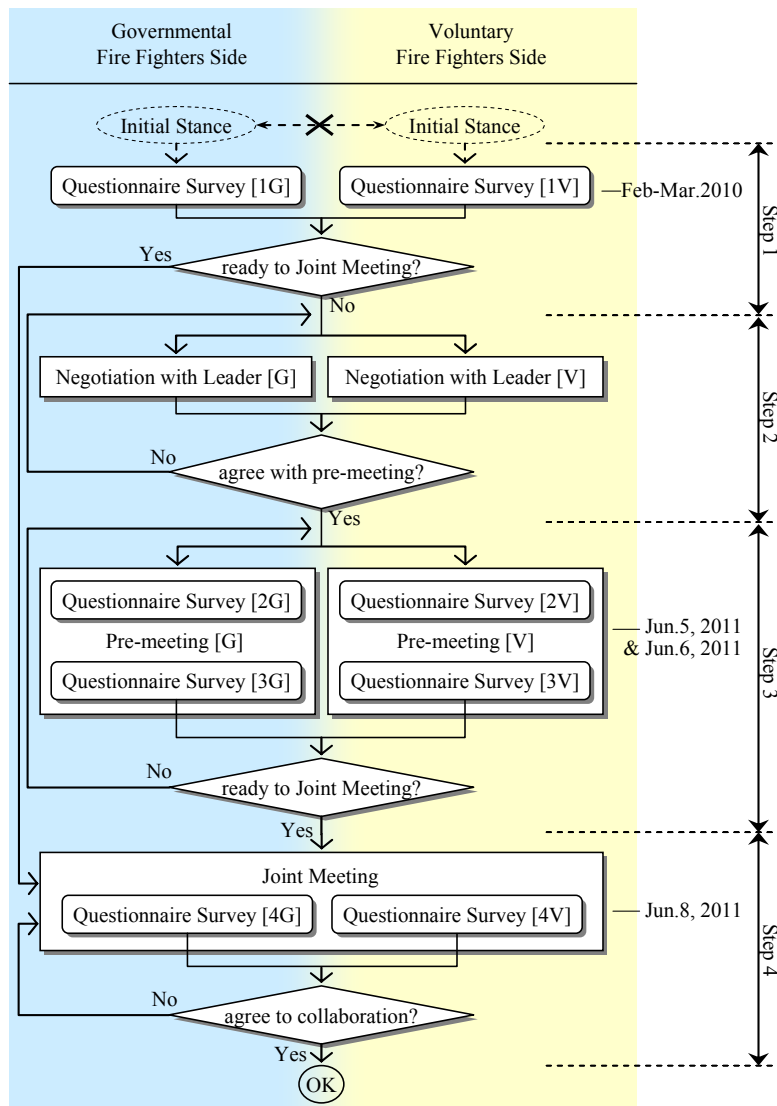 Governmental
Fire Fighters Side
Voluntary
Fire Fighters Side
Initial Stance
Initial Stance
Questionnaire Survey [1G]
Questionnaire Survey [1V]
—Feb-Mar.2010
Step 1
Yes
ready to Joint Meeting?
No
Negotiation with Leader [G]
Negotiation with Leader [V]
Step 2
No
agree with pre-meeting?
Yes
Questionnaire Survey [2G]
Questionnaire Survey [2V]
Pre-meeting [G]
Pre-meeting [V]
— Jun.5, 2011
& Jun.6, 2011
Questionnaire Survey [3G]
Questionnaire Survey [3V]
Step 3
No
ready to Joint Meeting?
Yes
Joint Meeting
Questionnaire Survey [4G]
Questionnaire Survey [4V]
— Jun.8, 2011
Step 4
No
agree to collaboration?
Yes
OK